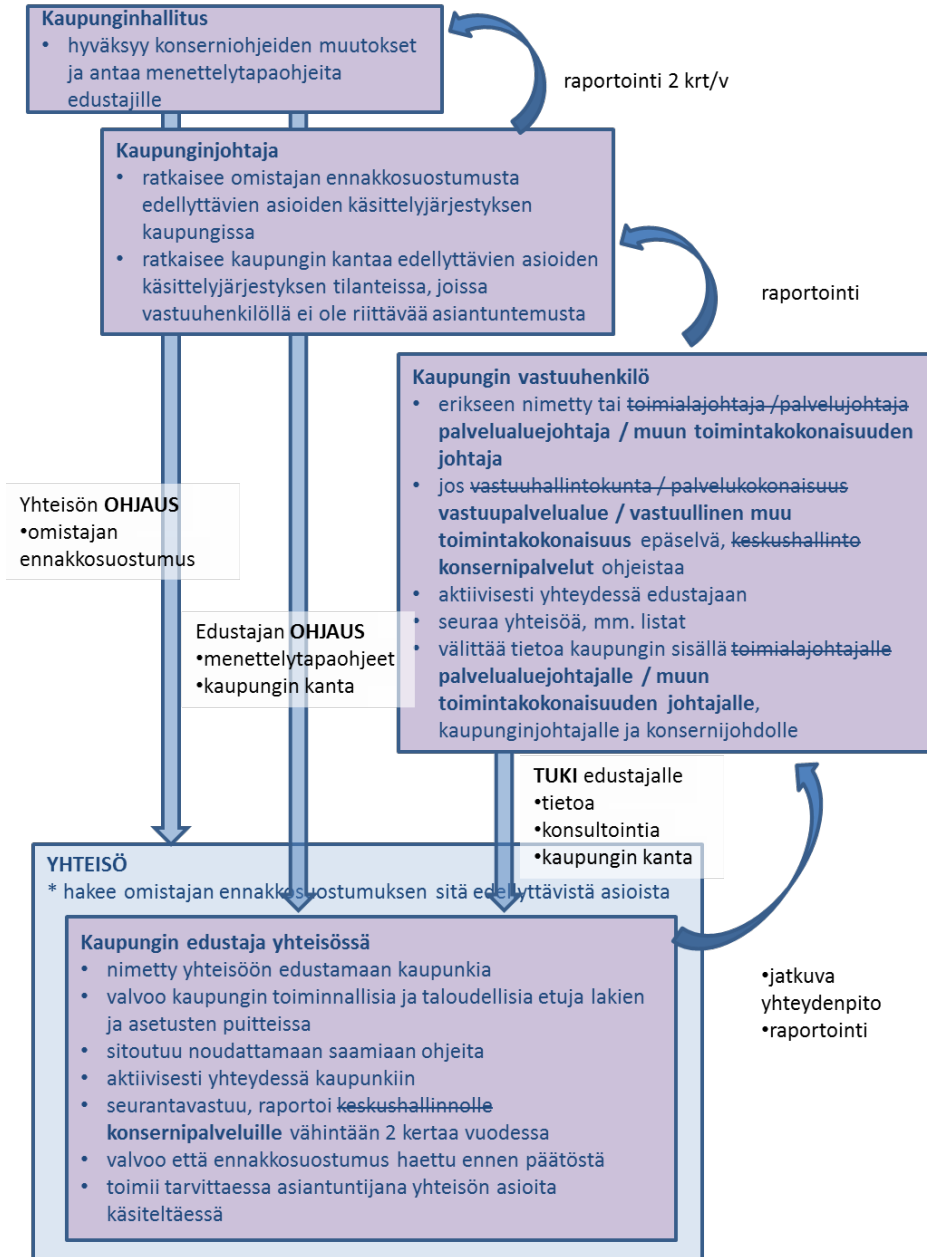 Kaupunginhallitus
• hyväksyy konserniohjeiden muutokset
ja antaa menettelytapaohjeita
edustajille
raportointi 2 krt/v
Kaupunginjohtaja
• ratkaisee omistajan ennakkosuostumusta
edellyttävien asioiden käsittelyjärjestyksen
kaupungissa
• ratkaisee kaupungin kantaa edellyttävien asioiden
käsittelyjärjestyksen tilanteissa, joissa
vastuuhenkilöllä ei ole riittävää asiantuntemusta
raportointi
Kaupungin vastuuhenkilö
• erikseen nimetty tai toimialajohtaja /palvelujohtaja
palvelualuejohtaja / muun toimintakokonaisuuden
johtaja
• jos vastuuhallintokunta / palvelukokonaisuus
vastuupalvelualue / vastuullinen muu
toimintakokonaisuus epäselvä, keskushallinto
konsernipalvelut ohjeistaa
• aktiivisesti yhteydessä edustajaan
• seuraa yhteisöä, mm. listat
• välittää tietoa kaupungin sisällä toimialajohtajalle
palvelualuejohtajalle / muun
toimintakokonaisuuden johtajalle,
kaupunginjohtajalle ja konsernijohdolle
Yhteisön OHJAUS
•omistajan
ennakkosuostumus
Edustajan OHJAUS
•menettelytapaohjeet
•kaupungin kanta
TUKI edustajalle
•tietoa
•konsultointia
•kaupungin kanta
YHTEISÖ
* hakee omistajan ennakkosuostumuksen sitä edellyttävistä asioista
Kaupungin edustaja yhteisössä
• nimetty yhteisöön edustamaan kaupunkia
• valvoo kaupungin toiminnallisia ja taloudellisia etuja lakien
ja asetusten puitteissa
• sitoutuu noudattamaan saamiaan ohjeita
• aktiivisesti yhteydessä kaupunkiin
• seurantavastuu, raportoi keskushallinnolle
konsernipalveluille vähintään 2 kertaa vuodessa
• valvoo että ennakkosuostumus haettu ennen päätöstä
• toimii tarvittaessa asiantuntijana yhteisön asioita
käsiteltäessä
•jatkuva
yhteydenpito
•raportointi